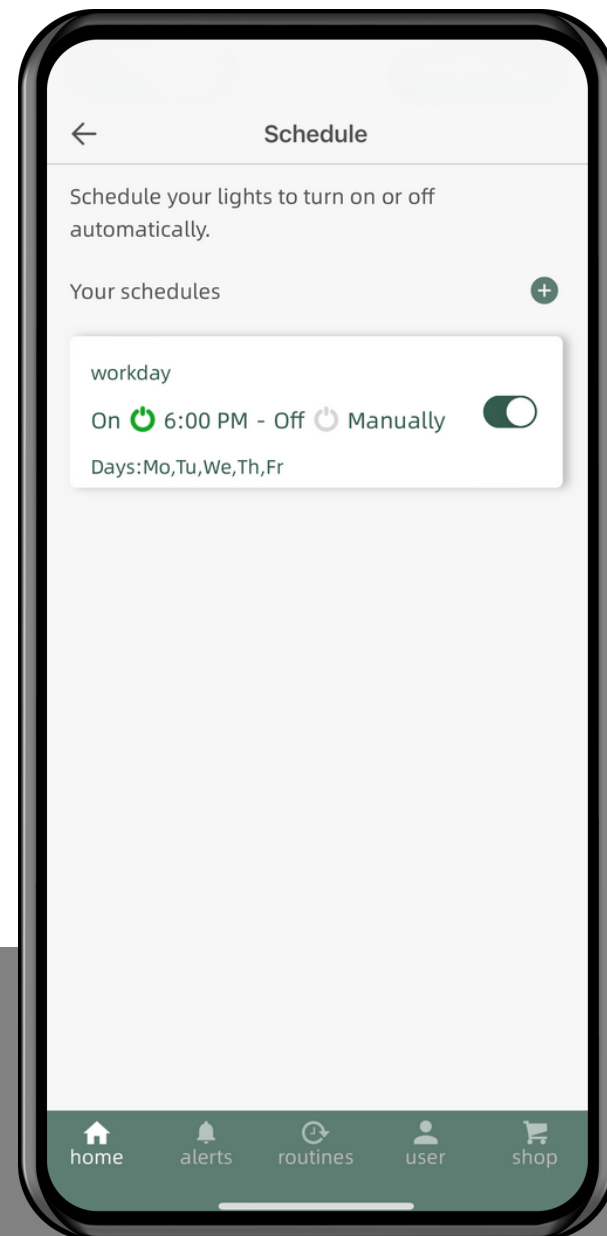 Schedule
Schedule your lights to turn on or off
automatically.
Your schedules
workday
On 6:00 PM - Off Manually
Days:Mo,Tu,We,Th,Fr
home alerts routines user shop